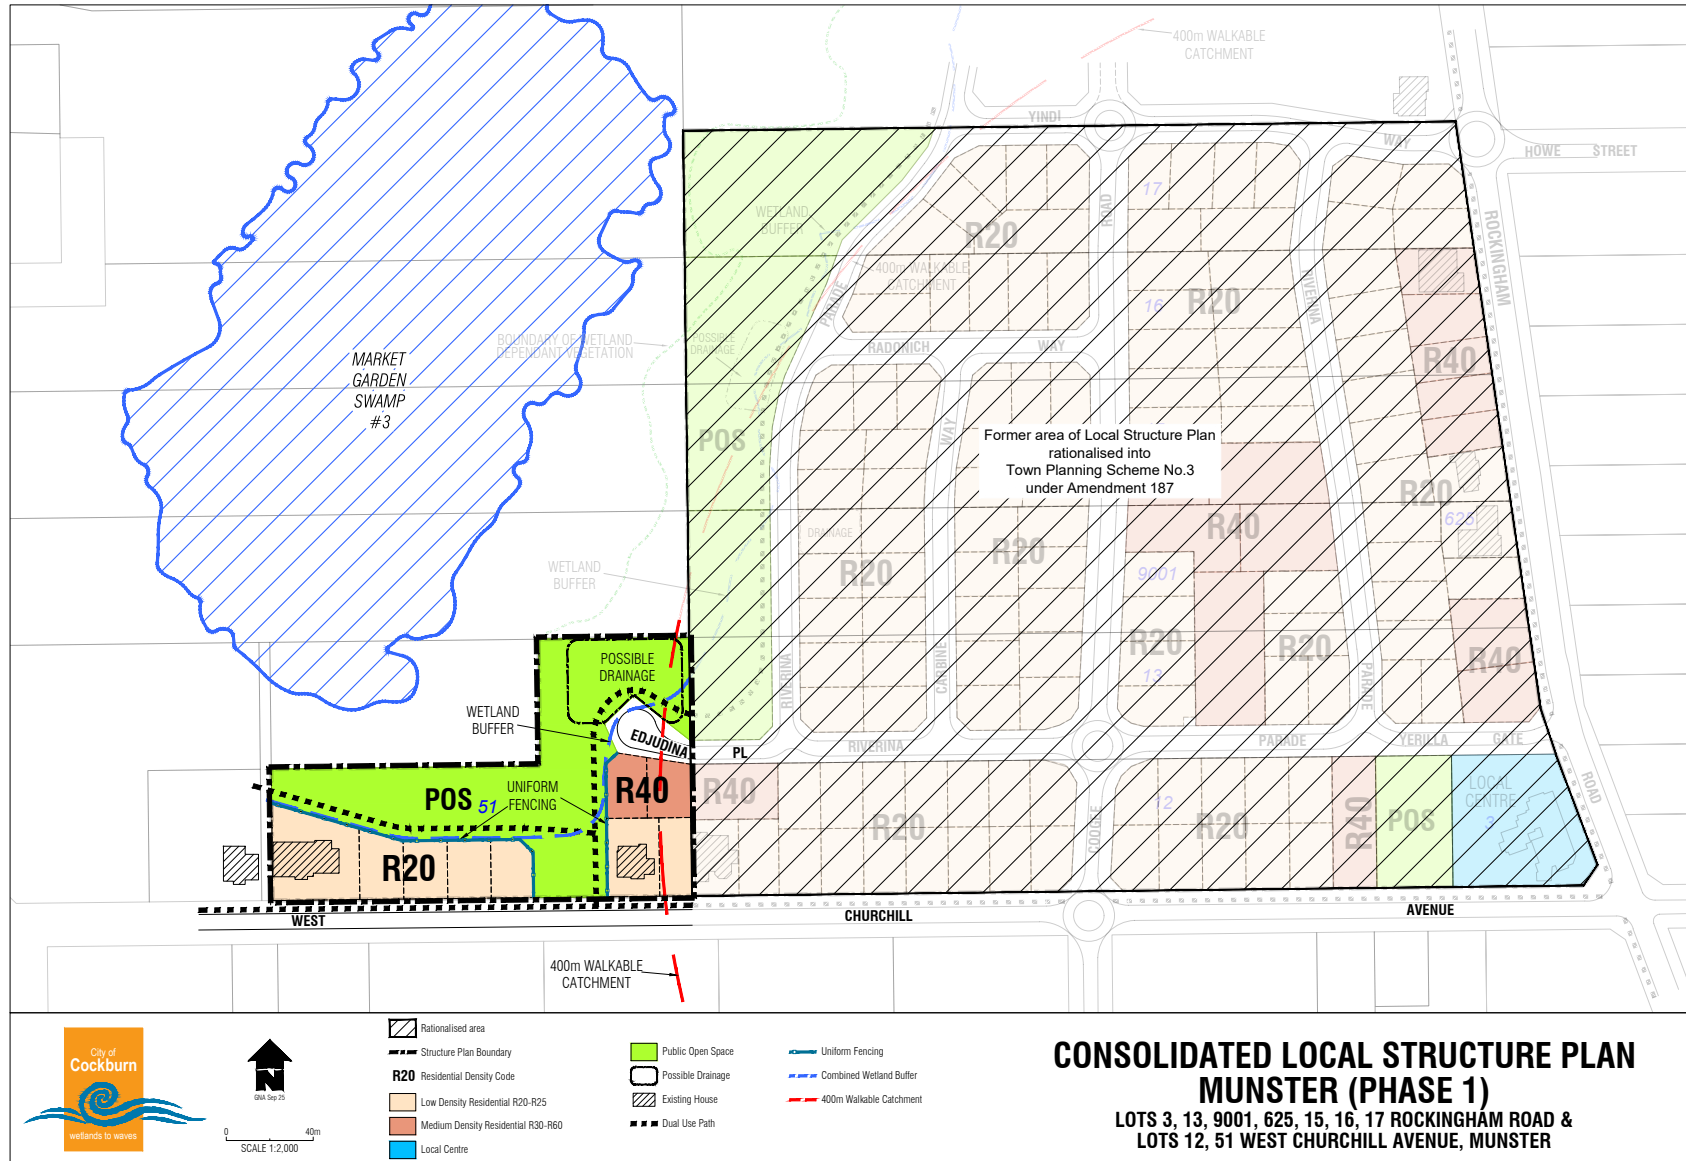 400m WALKABLE
CATCHMENT
YINDI
WAY
HOWE STREET
17
ROAD
WETLAND
BUFFER
R20
ROCKINGHAM
400m WALKABLE
CATCHMENT
PARADE
16
R20
RIVERINA
BOUNDARY OF WETLAND
DEPENDANT VEGETATION
POSSIBLE
DRAINAGE
RADONICH
WAY
MARKET
GARDEN
SWAMP
#3
R40
POS
WAY
Former area of Local Structure Plan
rationalised into
Town Planning Scheme No.3
under Amendment 187
R20
625
DRAINAGE
R40
R20
R20
WETLAND
BUFFER
9001
R20
13
R20
R40
POSSIBLE
DRAINAGE
RIVERINA
CARBINE
PARADE
WETLAND
BUFFER
EDJUDINA
PL
RIVERINA
PARADE
YERILLA
GATE
UNIFORM
FENCING
POS
51
R40
R40
12
COOGEE
LOCAL
CENTRE
3
ROAD
R20
R20
R20
R40
POS
WEST
CHURCHILL
AVENUE
400m WALKABLE
CATCHMENT
City of
Cockburn
wetlands to waves
N
GNA Sep 25
0 40m
SCALE 1:2,000
Rationalised area
Structure Plan Boundary
R20 Residential Density Code
Low Density Residential R20-R25
Medium Density Residential R30-R60
Local Centre
Public Open Space
Possible Drainage
Existing House
Dual Use Path
Uniform Fencing
Combined Wetland Buffer
400m Walkable Catchment
CONSOLIDATED LOCAL STRUCTURE PLAN
MUNSTER (PHASE 1)
LOTS 3, 13, 9001, 625, 15, 16, 17 ROCKINGHAM ROAD &
LOTS 12, 51 WEST CHURCHILL AVENUE, MUNSTER